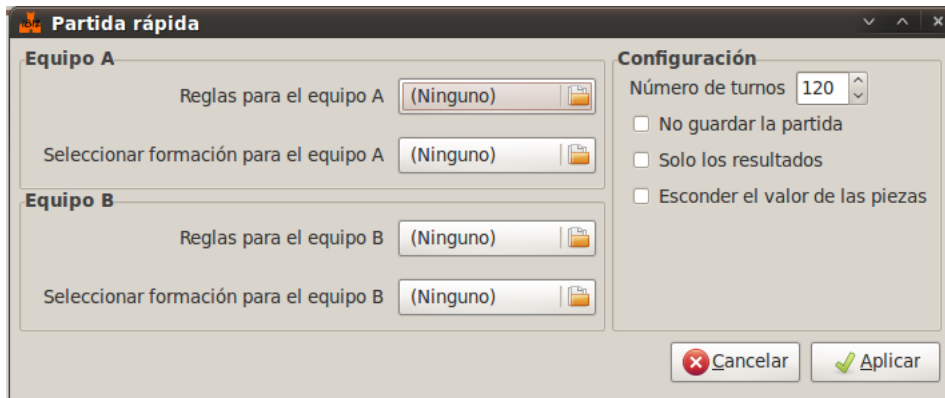 Partida rápida
Equipo A
Reglas para el equipo A (Ninguno)
Seleccionar formación para el equipo A (Ninguno)
Equipo B
Reglas para el equipo B (Ninguno)
Seleccionar formación para el equipo B (Ninguno)
Configuración
Número de turnos 120
No guardar la partida
Solo los resultados
Esconder el valor de las piezas
Cancelar Aplicar